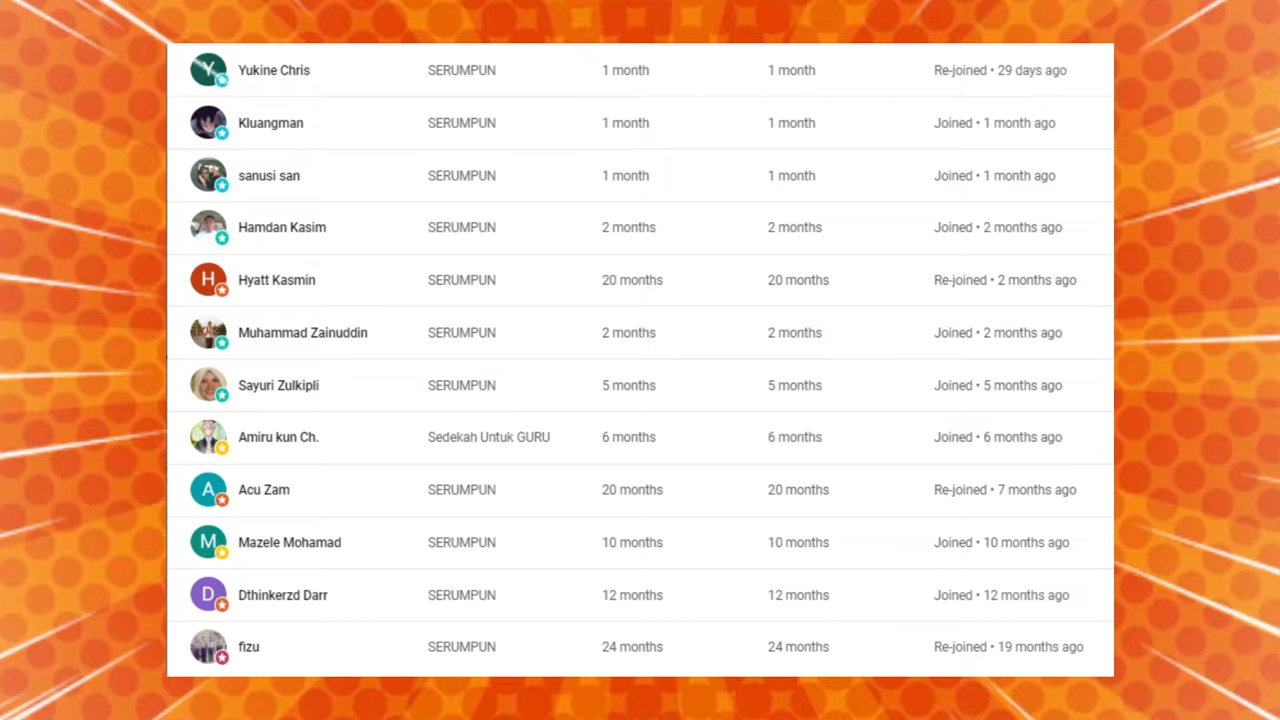 Y Yukine Chris SERUMPUN 1 month 1 month Re-joined • 29 days ago
Kluangman SERUMPUN 1 month 1 month Joined • 1 month ago
sanusi san SERUMPUN 1 month 1 month Joined • 1 month ago
Hamdan Kasim SERUMPUN 2 months 2 months Joined • 2 months ago
H Hyatt Kasmin SERUMPUN 20 months 20 months Re-joined • 2 months ago
Muhammad Zainuddin SERUMPUN 2 months 2 months Joined • 2 months ago
Sayuri Zulkipli SERUMPUN 5 months 5 months Joined • 5 months ago
Amiru kun Ch. Sedekah Untuk GURU 6 months 6 months Joined • 6 months ago
A Acu Zam SERUMPUN 20 months 20 months Re-joined • 7 months ago
M Mazele Mohamad SERUMPUN 10 months 10 months Joined • 10 months ago
D Dthinkerzd Darr SERUMPUN 12 months 12 months Joined • 12 months ago
fizu SERUMPUN 24 months 24 months Re-joined • 19 months ago